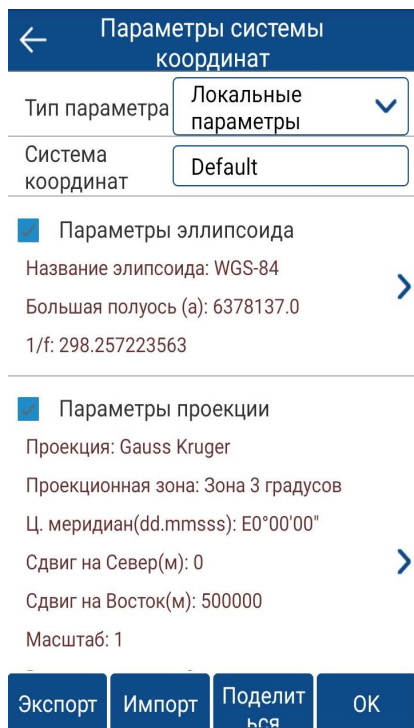 Параметры системы
координат
Тип параметра
Локальные
параметры
Система
координат
Default
Параметры эллипсоида
Название элипсоида: WGS-84
Большая полуось (a): 6378137.0
1/f: 298.257223563
Параметры проекции
Проекция: Gauss Kruger
Проекционная зона: Зона 3 градусов
Ц. меридиан(dd.mmsss): E0°00'00"
Сдвиг на Север(м): 0
Сдвиг на Восток(м): 500000
Масштаб: 1
Экспорт
Импорт
Поделит
ься
OK